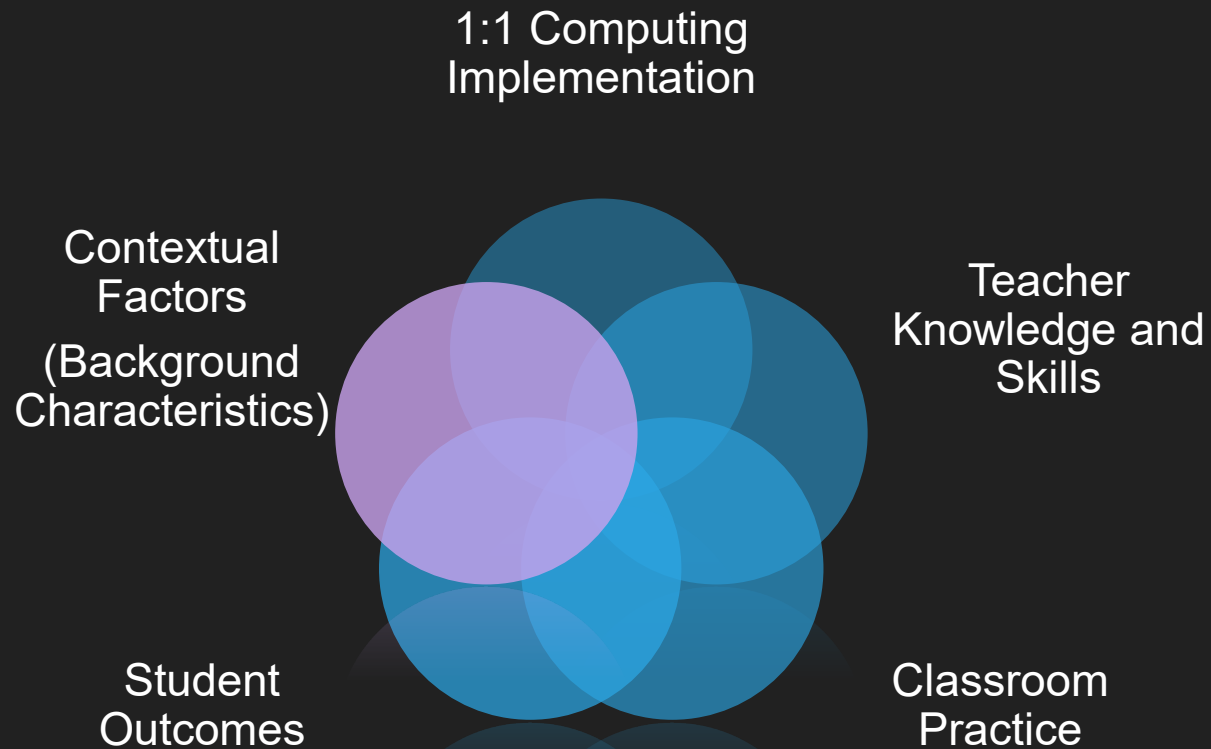 1:1 Computing
Implementation
Contextual
Factors
(Background
Characteristics)
Teacher
Knowledge and
Skills
Student
Outcomes
Classroom
Practice